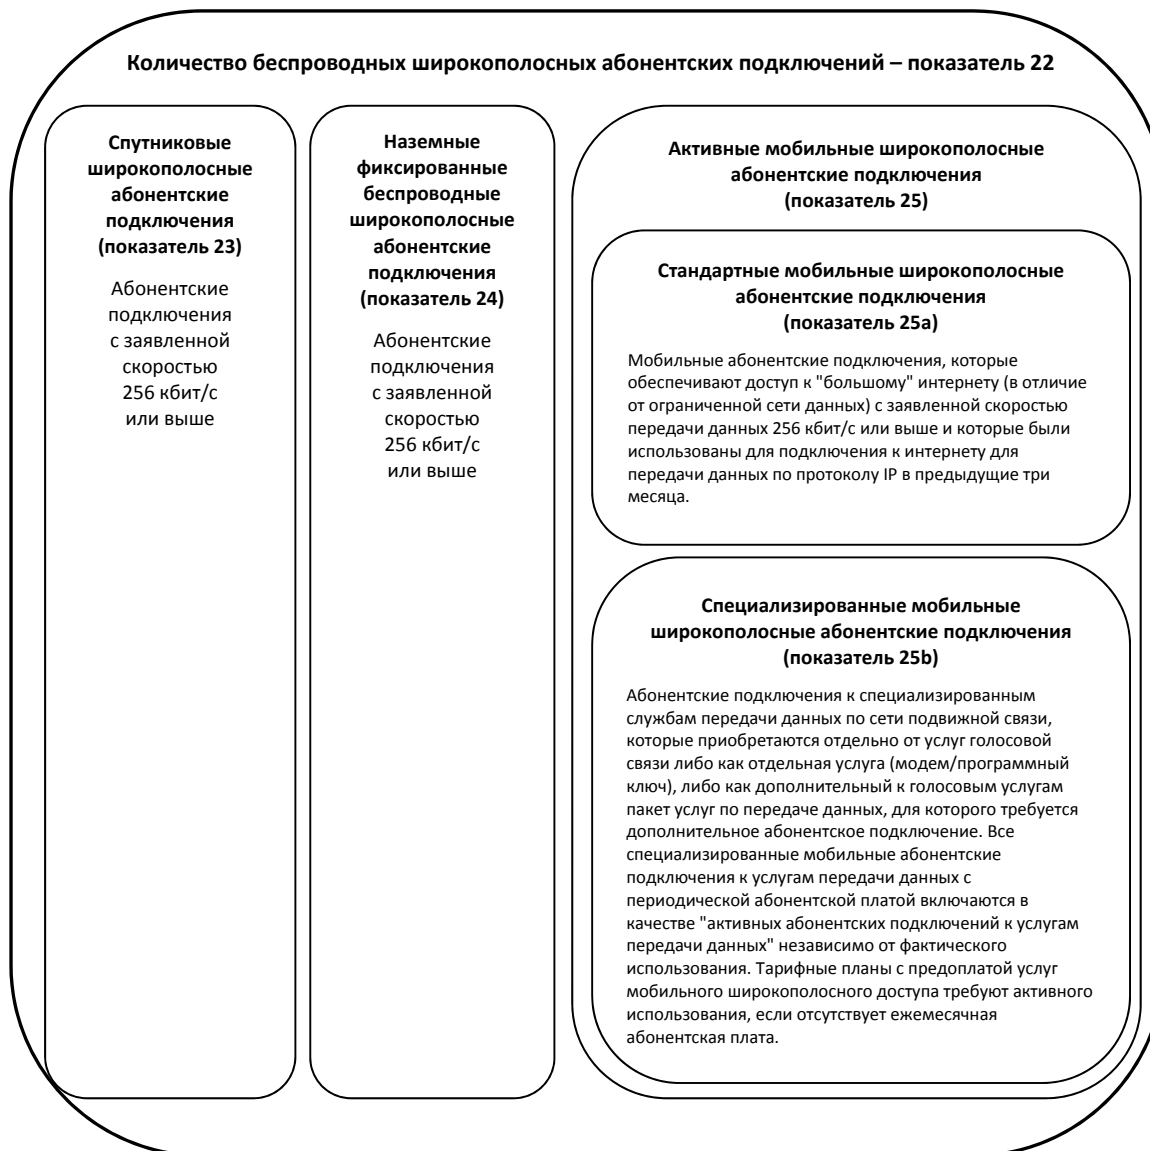 Количество беспроводных широкополосных абонентских подключений – показатель 22
Спутниковые
широкополосные
абонентские
подключения
(показатель 23)
Абонентские
подключения
с заявленной
скоростью
256 кбит/с
или выше
Наземные
фиксированные
беспроводные
широкополосные
абонентские
подключения
(показатель 24)
Абонентские
подключения
с заявленной
скоростью
256 кбит/с
или выше
Активные мобильные широкополосные
абонентские подключения
(показатель 25)
Стандартные мобильные широкополосные
абонентские подключения
(показатель 25a)
Мобильные абонентские подключения, которые
обеспечивают доступ к "большому" интернету (в отличие
от ограниченной сети данных) с заявленной скоростью
передачи данных 256 кбит/с или выше и которые были
использованы для подключения к интернету для
передачи данных по протоколу IP в предыдущие три
месяца.
Специализированные мобильные
широкополосные абонентские подключения
(показатель 25b)
Абонентские подключения к специализированным
службам передачи данных по сети подвижной связи,
которые приобретаются отдельно от услуг голосовой
связи либо как отдельная услуга (модем/программный
ключ), либо как дополнительный к голосовым услугам
пакет услуг по передаче данных, для которого требуется
дополнительное абонентское подключение. Все
специализированные мобильные абонентские
подключения к услугам передачи данных с
периодической абонентской платой включаются в
качестве "активных абонентских подключений к услугам
передачи данных" независимо от фактического
использования. Тарифные планы с предоплатой услуг
мобильного широкополосного доступа требуют активного
использования, если отсутствует ежемесячная
абонентская плата.